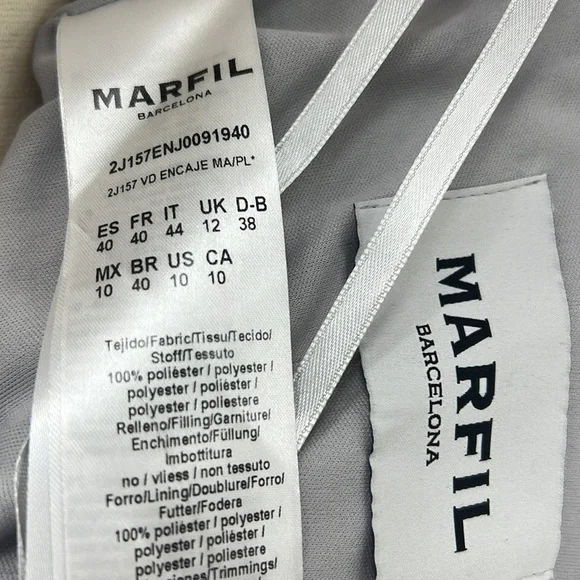 MARFIL
BARCELONA
2J157ENJ0091940
2J157 VD ENCAJE MA/PL*
ES FR IT UK D-B
40 40 44 12 38
MX BR US CA
10 40 10 10
Tejido/Fabric/Tissu/Tecido/
Stoff/Tessuto
100% poliéster / polyester /
polyester / poliéster /
polyester / poliestere
Relleno/Filling/Garniture/
Enchimento/Füllung/
Imbottitura
no / vliess / non tessuto
Forro/Lining/Doublure/Forro/
Futter/Fodera
100% poliéster / polyester /
polyester / poliéster /
polyester / poliestere
MARFIL
BARCELONA